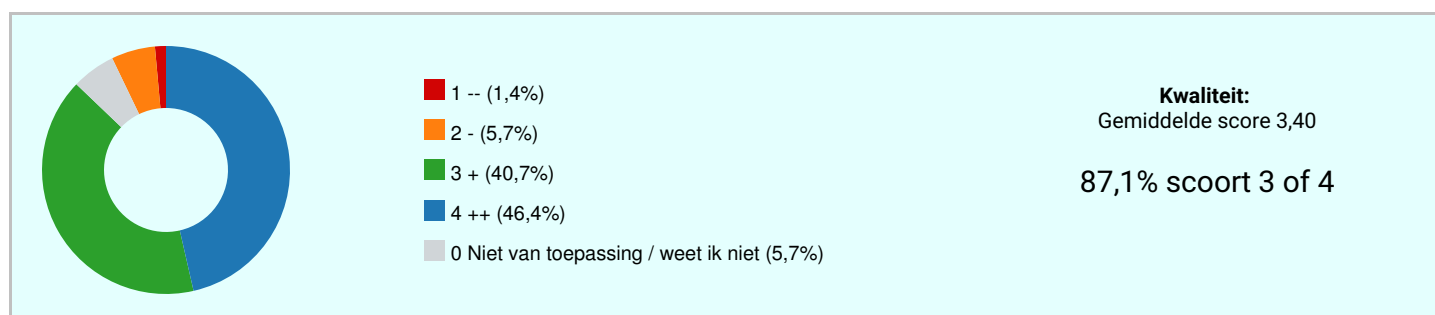 1 -- (1,4%)
2 - (5,7%)
3 + (40,7%)
4 ++ (46,4%)
0 Niet van toepassing / weet ik niet (5,7%)
Kwaliteit:
Gemiddelde score 3,40
87,1% scoort 3 of 4